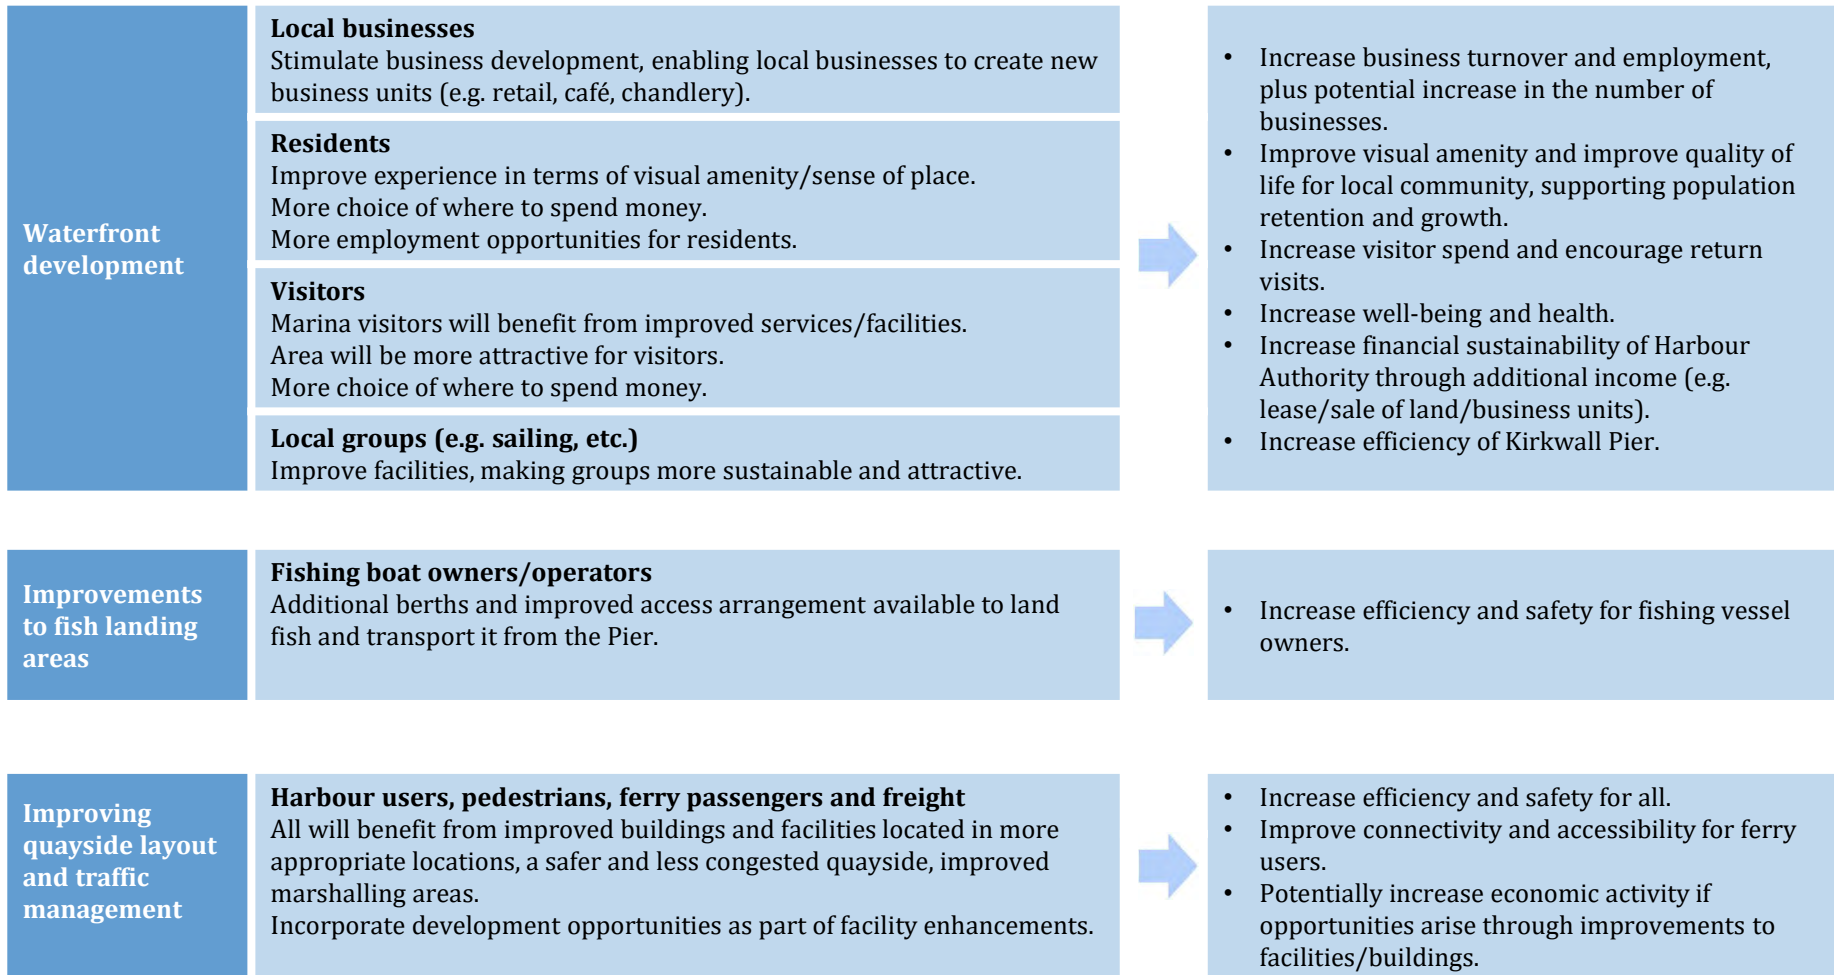 Waterfront
development
Local businesses
Stimulate business development, enabling local businesses to create new
business units (e.g. retail, café, chandlery).
Residents
Improve experience in terms of visual amenity/sense of place.
More choice of where to spend money.
More employment opportunities for residents.
Visitors
Marina visitors will benefit from improved services/facilities.
Area will be more attractive for visitors.
More choice of where to spend money.
Local groups (e.g. sailing, etc.)
Improve facilities, making groups more sustainable and attractive.
• Increase business turnover and employment,
plus potential increase in the number of
businesses.
• Improve visual amenity and improve quality of
life for local community, supporting population
retention and growth.
• Increase visitor spend and encourage return
visits.
• Increase well-being and health.
• Increase financial sustainability of Harbour
Authority through additional income (e.g.
lease/sale of land/business units).
• Increase efficiency of Kirkwall Pier.
Improvements
to fish landing
areas
Fishing boat owners/operators
Additional berths and improved access arrangement available to land
fish and transport it from the Pier.
• Increase efficiency and safety for fishing vessel
owners.
Improving
quayside layout
and traffic
management
Harbour users, pedestrians, ferry passengers and freight
All will benefit from improved buildings and facilities located in more
appropriate locations, a safer and less congested quayside, improved
marshalling areas.
Incorporate development opportunities as part of facility enhancements.
• Increase efficiency and safety for all.
• Improve connectivity and accessibility for ferry
users.
• Potentially increase economic activity if
opportunities arise through improvements to
facilities/buildings.